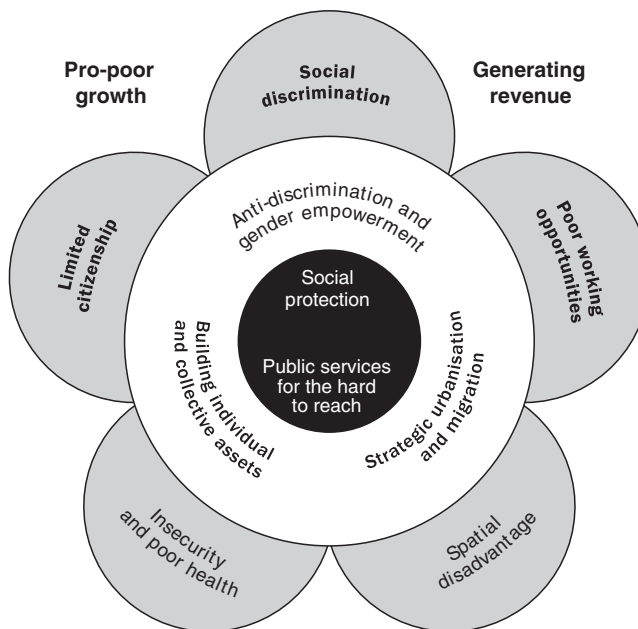 Pro-poor
growth
Social
discrimination
Generating
revenue
Limited
citizenship
Anti-discrimination and
gender empowerment
Poor working
opportunities
Social
protection
Public services
for the hard
to reach
Building individual
and collective assets
Strategic urbanisation
and migration
Insecurity
and poor health
Spatial
disadvantage